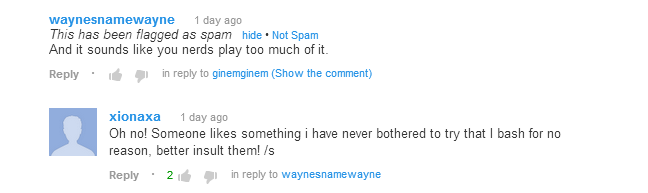 waynesnamewayne 1 day ago
This has been flagged as spam hide • Not Spam
And it sounds like you nerds play too much of it.
Reply · in reply to ginemginem (Show the comment)
xionaxa 1 day ago
Oh no! Someone likes something i have never bothered to try that I bash for no
reason, better insult them! /s
Reply · 2 in reply to waynesnamewayne